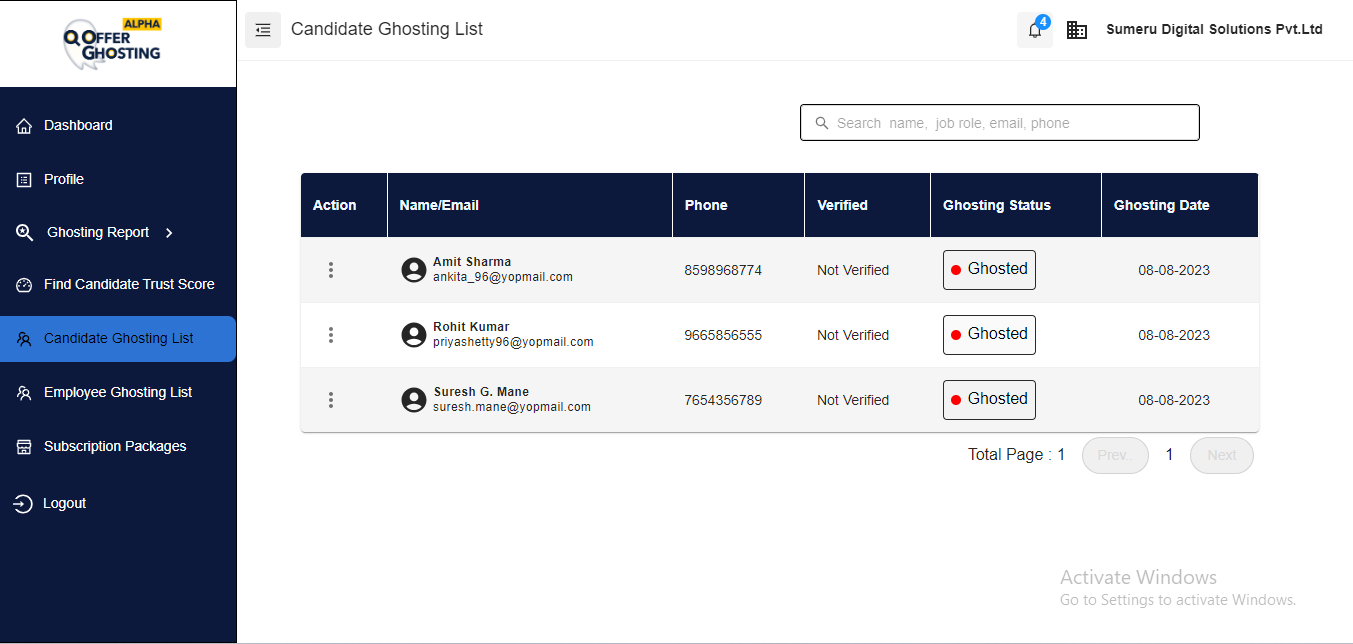 ALPHA
OFFER
GHOSTING
Candidate Ghosting List
4
Sumeru Digital Solutions Pvt.Ltd
Dashboard
Profile
Ghosting Report
Find Candidate Trust Score
Candidate Ghosting List
Employee Ghosting List
Subscription Packages
Logout
Search name, job role, email, phone
Action Name/Email Phone Verified Ghosting Status Ghosting Date
Amit Sharma
ankita_96@yopmail.com
8598968774 Not Verified Ghosted 08-08-2023
Rohit Kumar
priyashetty96@yopmail.com
9665856555 Not Verified Ghosted 08-08-2023
Suresh G. Mane
suresh.mane@yopmail.com
7654356789 Not Verified Ghosted 08-08-2023
Total Page : 1 Prev.. 1 Next
Activate Windows
Go to Settings to activate Windows.